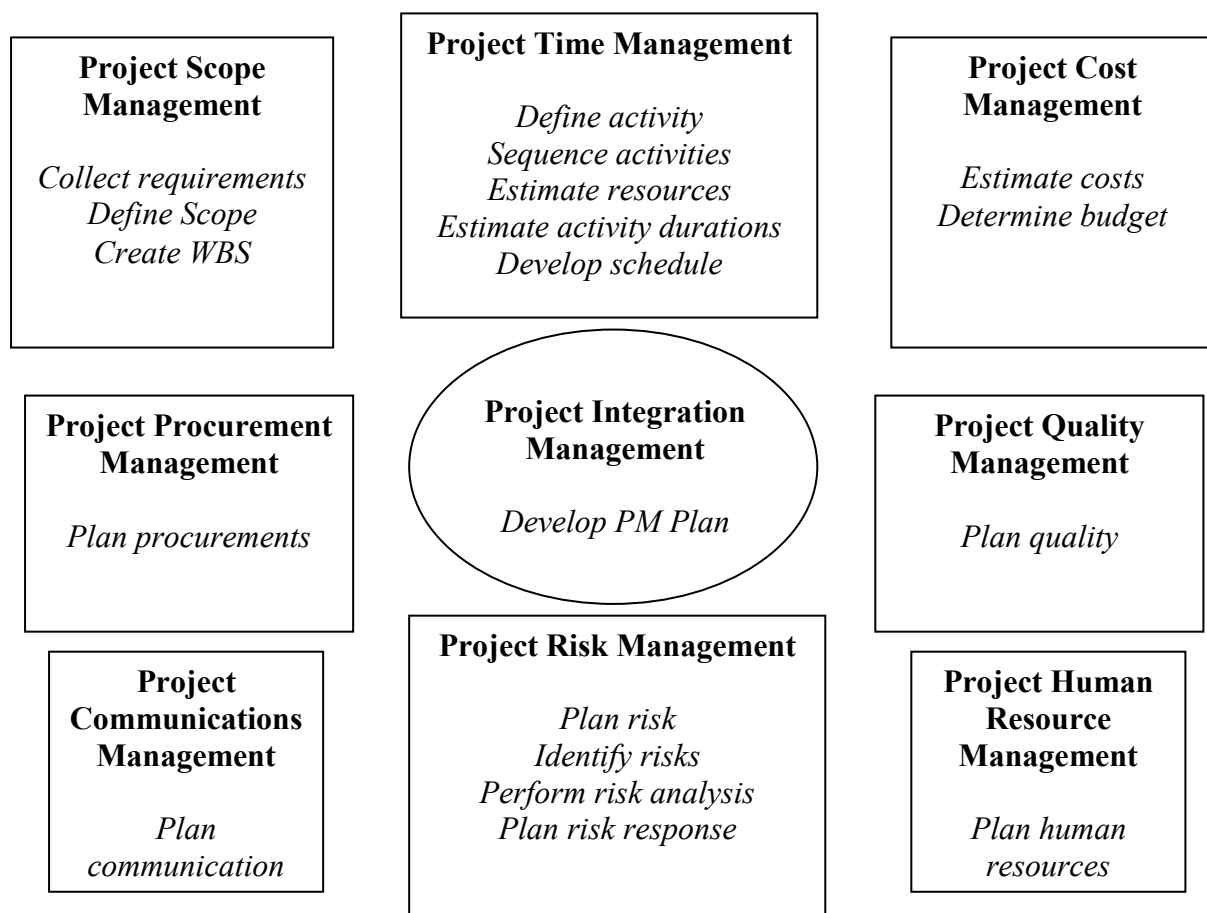 Project Scope
Management
Collect requirements
Define Scope
Create WBS
Project Time Management
Define activity
Sequence activities
Estimate resources
Estimate activity durations
Develop schedule
Project Cost
Management
Estimate costs
Determine budget
Project Procurement
Management
Plan procurements
Project Integration
Management
Develop PM Plan
Project Quality
Management
Plan quality
Project
Communications
Management
Plan
communication
Project Risk Management
Plan risk
Identify risks
Perform risk analysis
Plan risk response
Project Human
Resource
Management
Plan human
resources